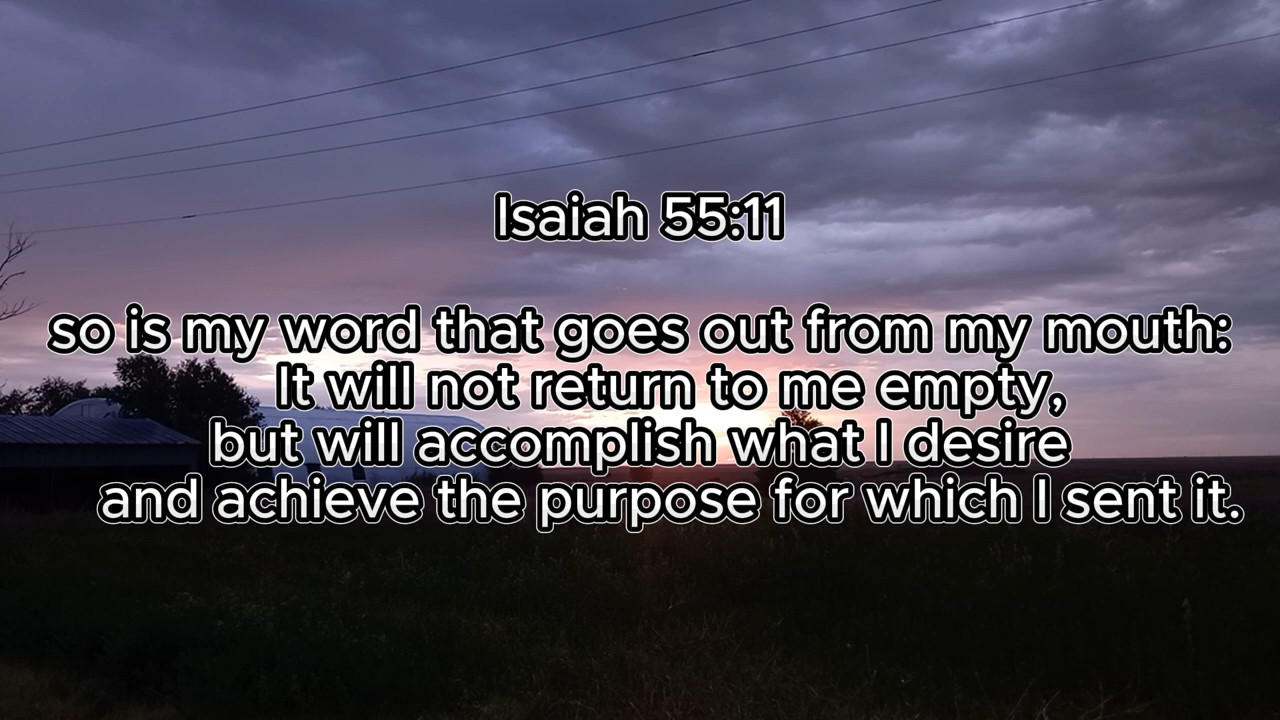 Isaiah 55:11
so is my word that goes out from my mouth:
It will not return to me empty,
but will accomplish what I desire
and achieve the purpose for which I sent it.